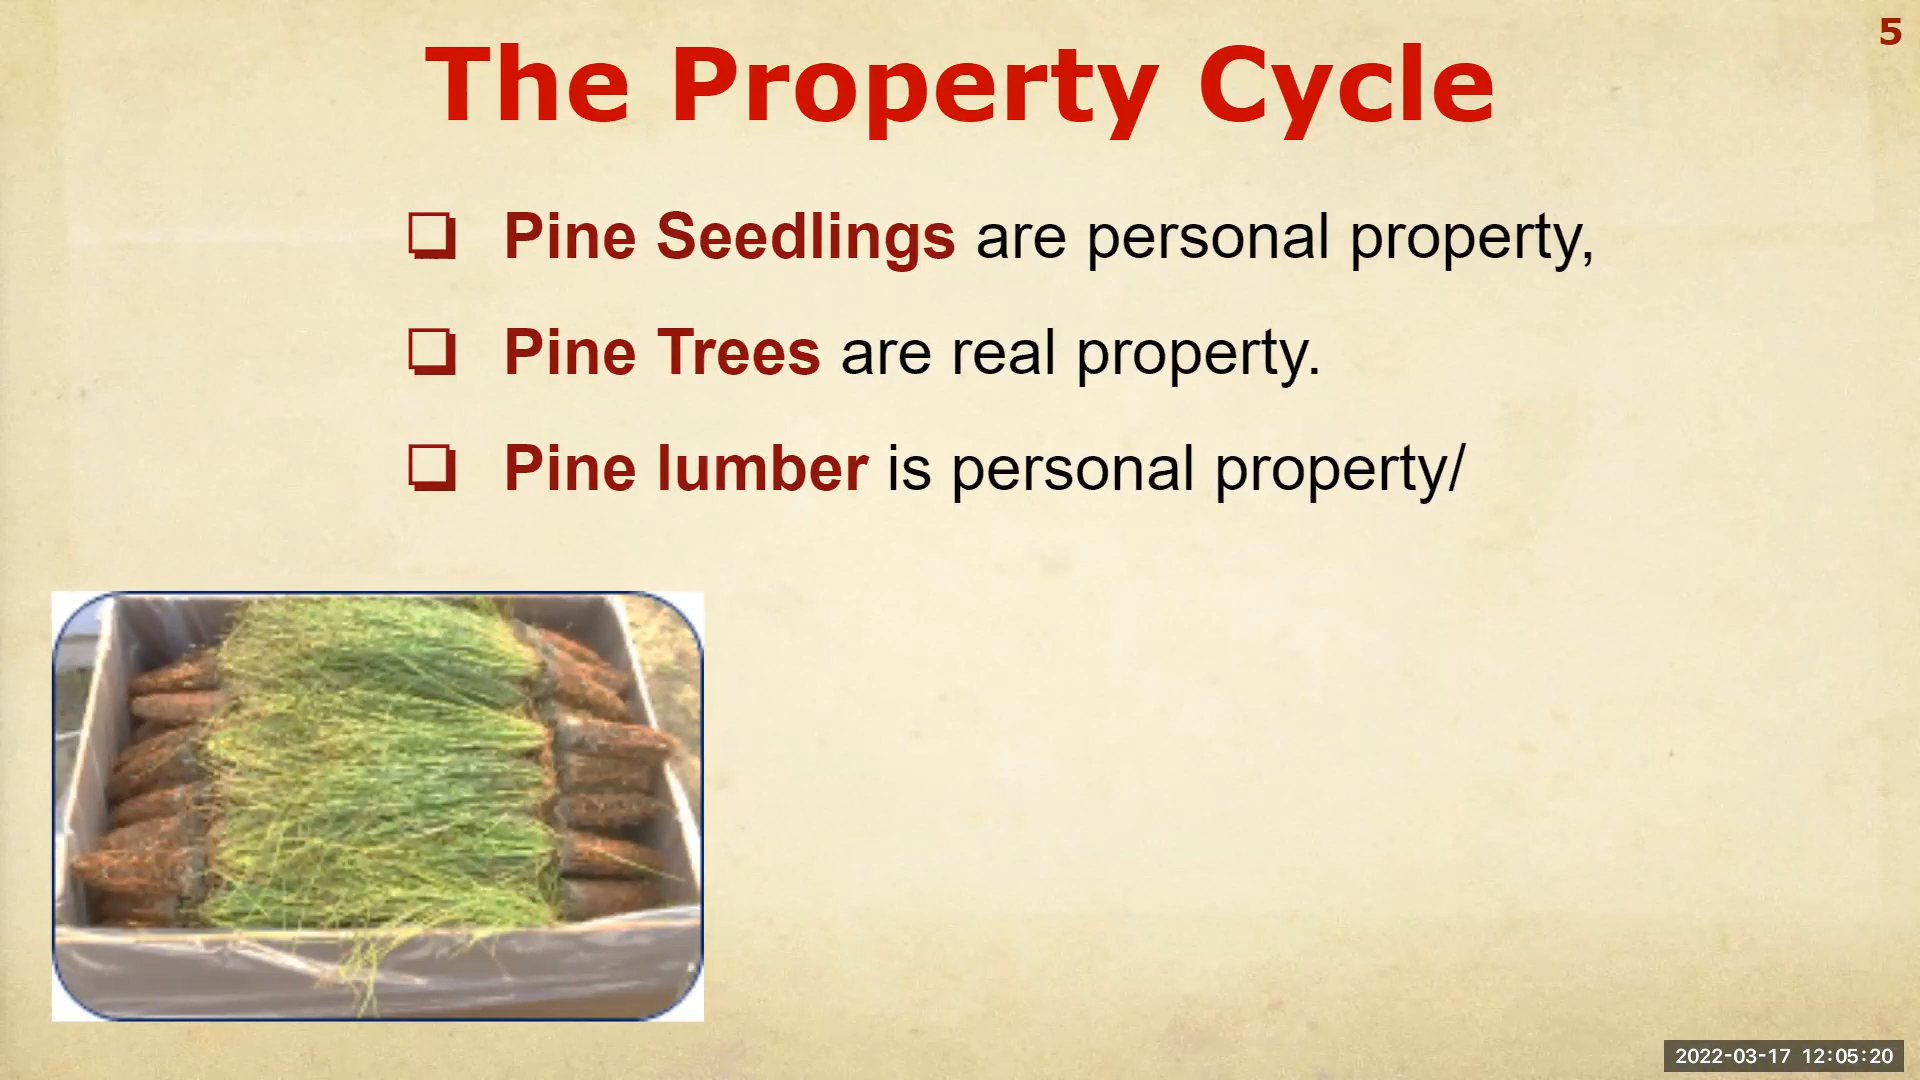 5
The Property Cycle
❑ Pine Seedlings are personal property,
❑ Pine Trees are real property.
❑ Pine lumber is personal property/
2022-03-17 12:05:20